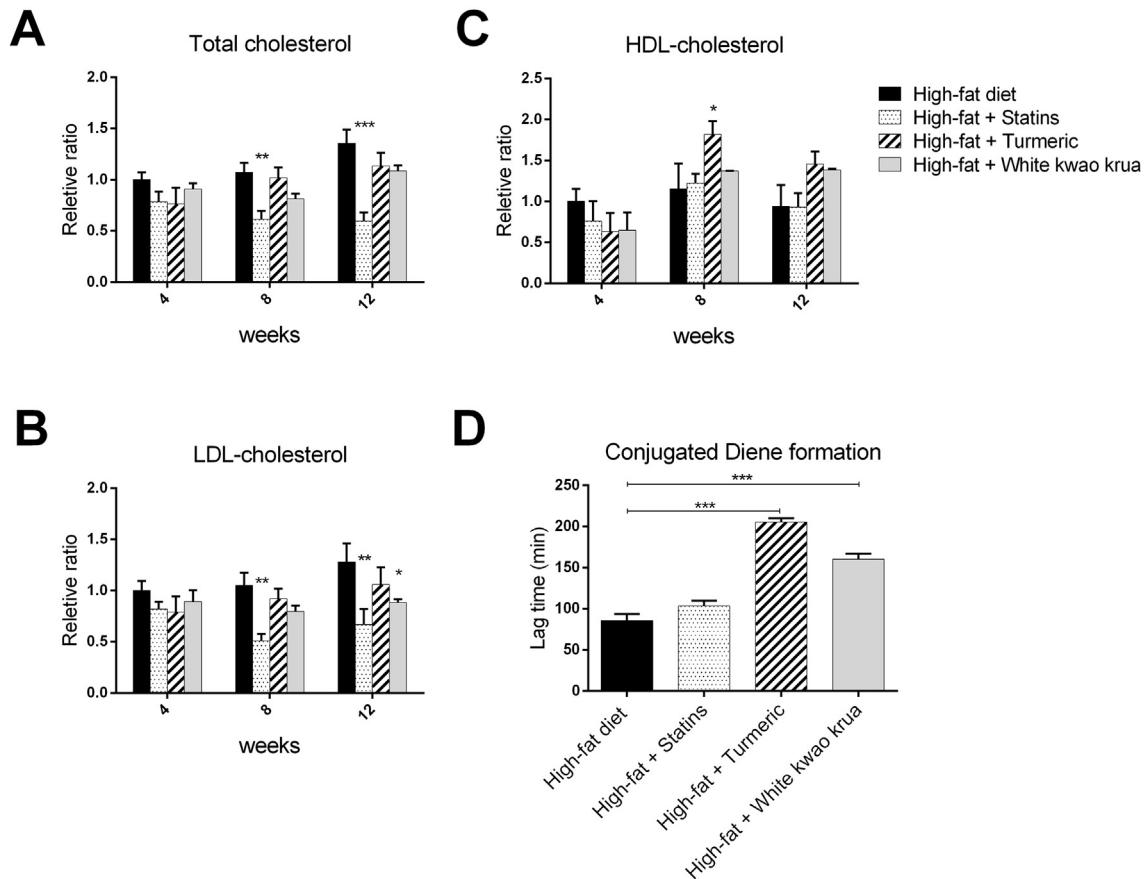 A
Total cholesterol
2.0
1.5
1.0
0.5
0.0
Reletive ratio
**
***
4
8
12
weeks
C
HDL-cholesterol
2.5
2.0
1.5
1.0
0.5
0.0
Reletive ratio
*
4
8
12
weeks
High-fat diet
High-fat + Statins
High-fat + Turmeric
High-fat + White kwao krua
B
LDL-cholesterol
2.0
1.5
1.0
0.5
0.0
Reletive ratio
**
**
*
4
8
12
weeks
D
Conjugated Diene formation
250
200
150
100
50
0
Lag time (min)
***
***
High-fat diet
High-fat + Statins
High-fat + Turmeric
High-fat + White kwao krua